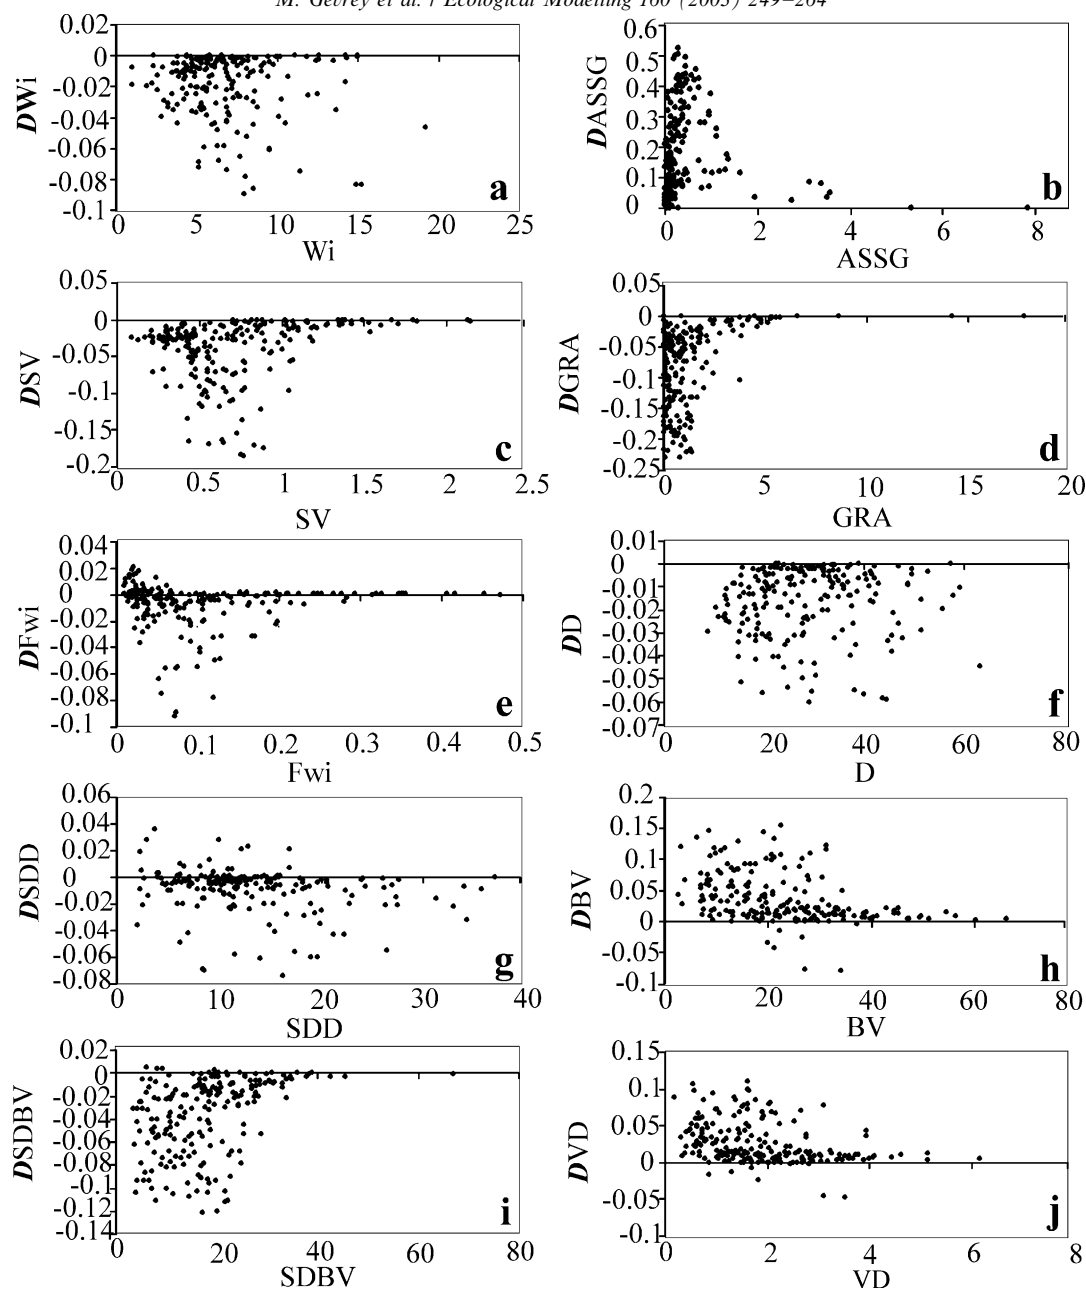 M. Gevrey et al. / Ecological Modelling 160 (2003) 249–264
0.02
0
-0.02
-0.04
-0.06
-0.08
-0.1
DWi
a
0 5 10 15 20 25
Wi
0.6
0.5
0.4
0.3
0.2
0.1
0
DASSG
b
0 2 4 6 8
ASSG
0.05
0
-0.05
-0.1
-0.15
-0.2
DSV
c
0 0.5 1 1.5 2 2.5
SV
0.05
0
-0.05
-0.1
-0.15
-0.2
-0.25
DGRA
d
0 5 10 15 20
GRA
0.04
0.02
0
-0.02
-0.04
-0.06
-0.08
-0.1
DFwi
e
0 0.1 0.2 0.3 0.4 0.5
Fwi
0.01
0
-0.01
-0.02
-0.03
-0.04
-0.05
-0.06
-0.07
DD
f
0 20 40 60 80
D
0.06
0.04
0.02
0
-0.02
-0.04
-0.06
-0.08
DSDD
g
0 10 20 30 40
SDD
0.2
0.15
0.1
0.05
0
-0.05
-0.1
DBV
h
0 20 40 60 80
BV
0.02
0
-0.02
-0.04
-0.06
-0.08
-0.1
-0.12
-0.14
DSDBV
i
0 20 40 60 80
SDBV
0.15
0.1
0.05
0
-0.05
-0.1
DVD
j
0 2 4 6 8
VD